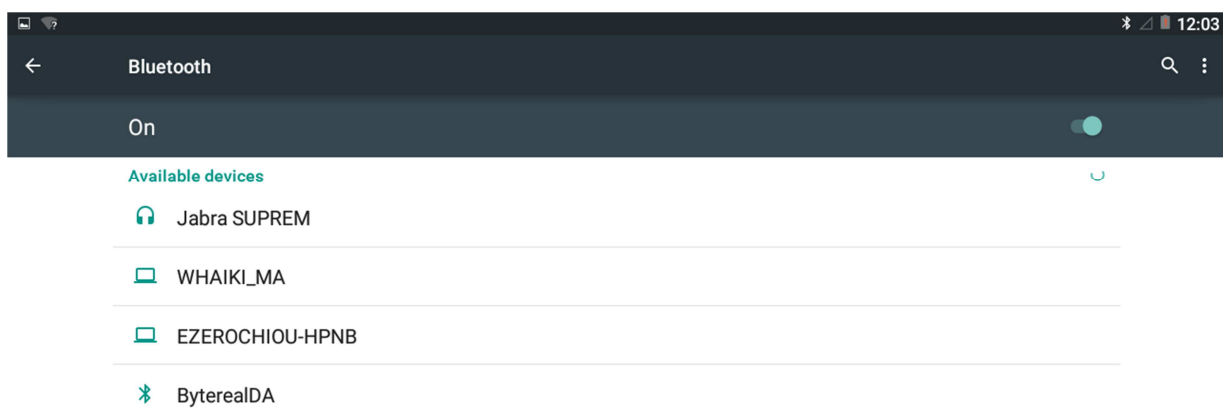 12:03
Bluetooth
On
Available devices
Jabra SUPREM
WHAIKI_MA
EZEROCHIOU-HPNB
ByterealDA